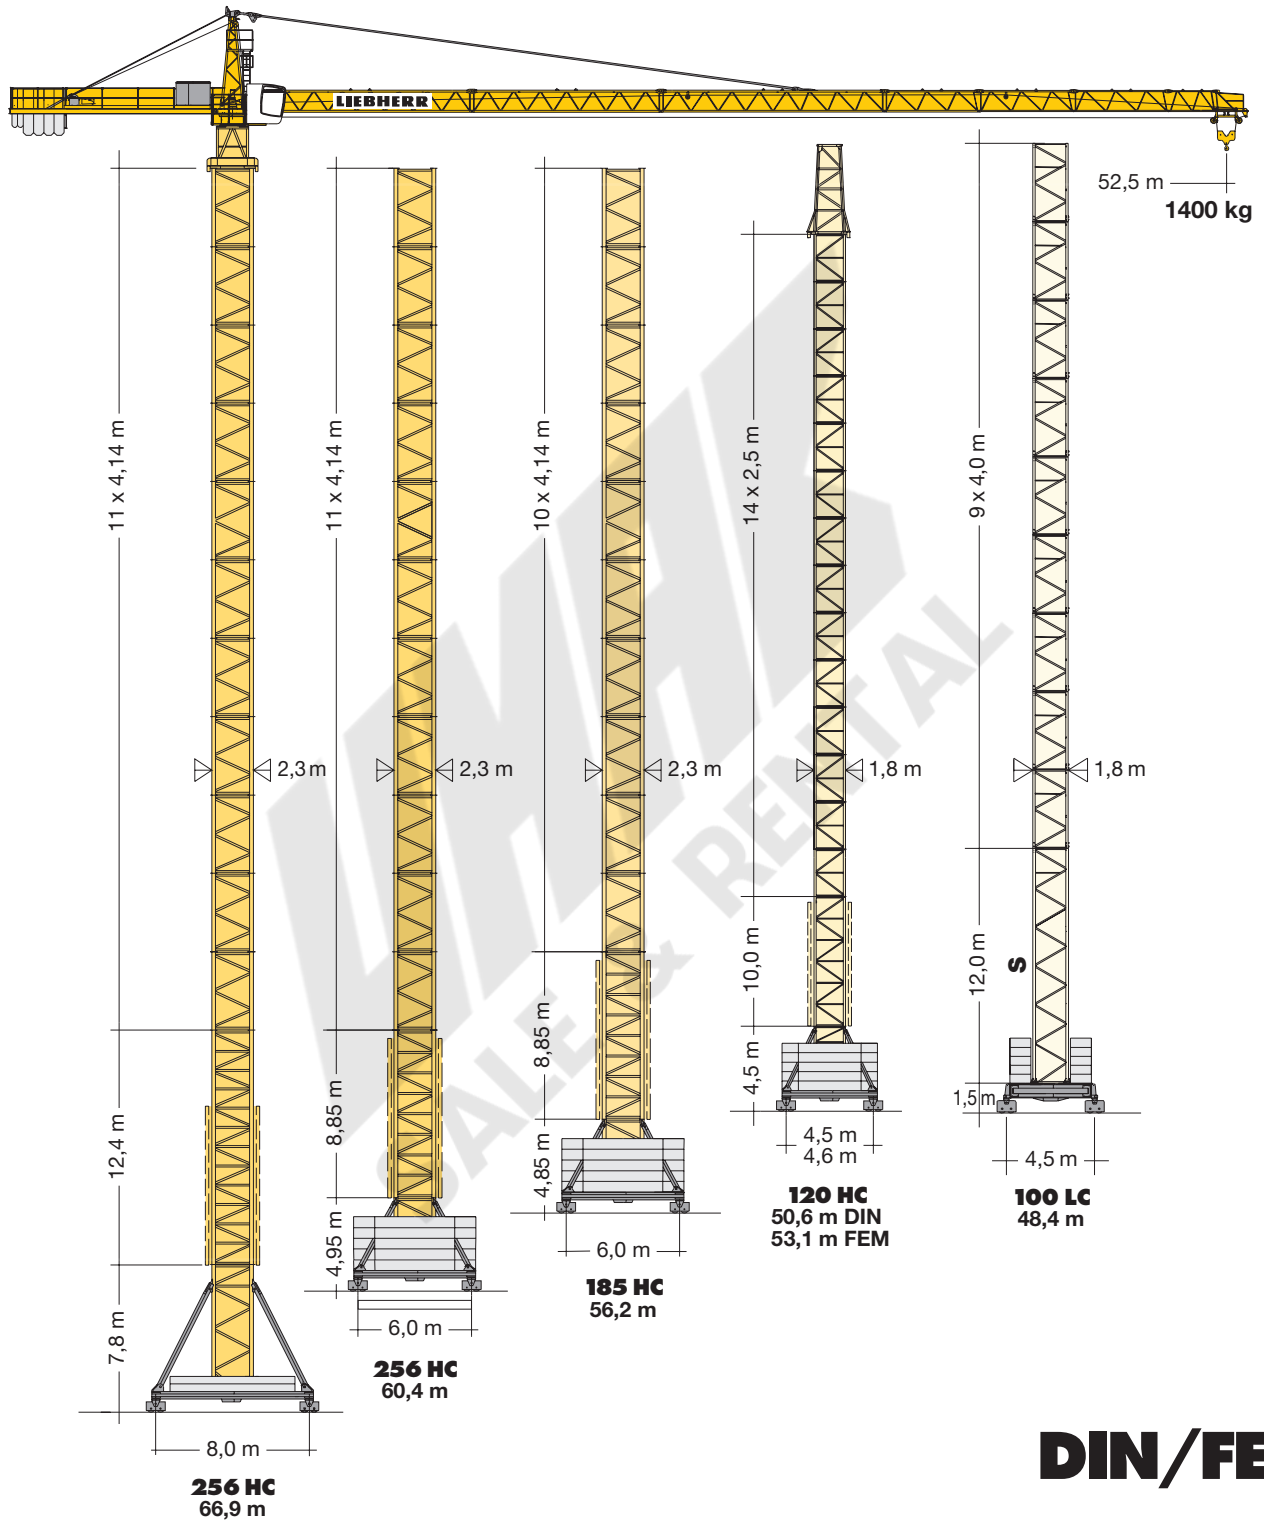 LIEBHERR
52,5 m
1400 kg
11 x 4,14 m
11 x 4,14 m
10 x 4,14 m
14 x 2,5 m
9 x 4,0 m
2,3 m
2,3 m
2,3 m
1,8 m
1,8 m
12,4 m
7,8 m
8,0 m
256 HC
66,9 m
8,85 m
4,95 m
6,0 m
256 HC
60,4 m
8,85 m
4,85 m
6,0 m
185 HC
56,2 m
10,0 m
4,5 m
4,5 m
4,6 m
120 HC
50,6 m DIN
53,1 m FEM
12,0 m
S
1,5 m
4,5 m
100 LC
48,4 m
SALE & RENTAL
DIN/FE